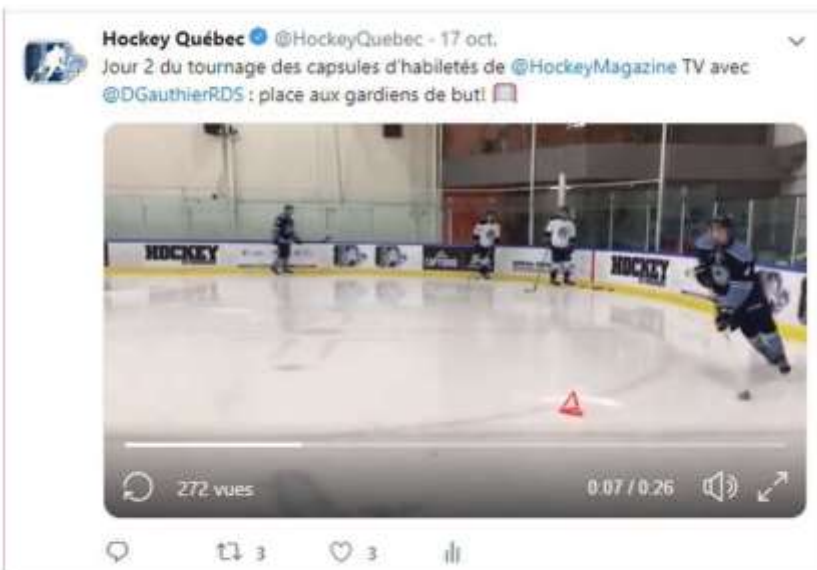 Hockey Québec @HockeyQuebec - 17 oct.
Jour 2 du tournage des capsules d'habiletés de @HockeyMagazine TV avec
@DGauthierRDS : place aux gardiens de but!
HOCKEY
HOCKEY
272 vues
0:07 / 0:26
3
3